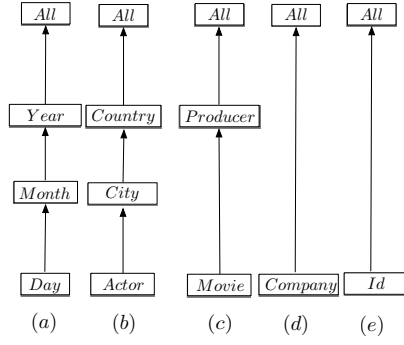 All All All All All
Year Country Producer
Month City
Day Actor Movie Company Id
(a) (b) (c) (d) (e)